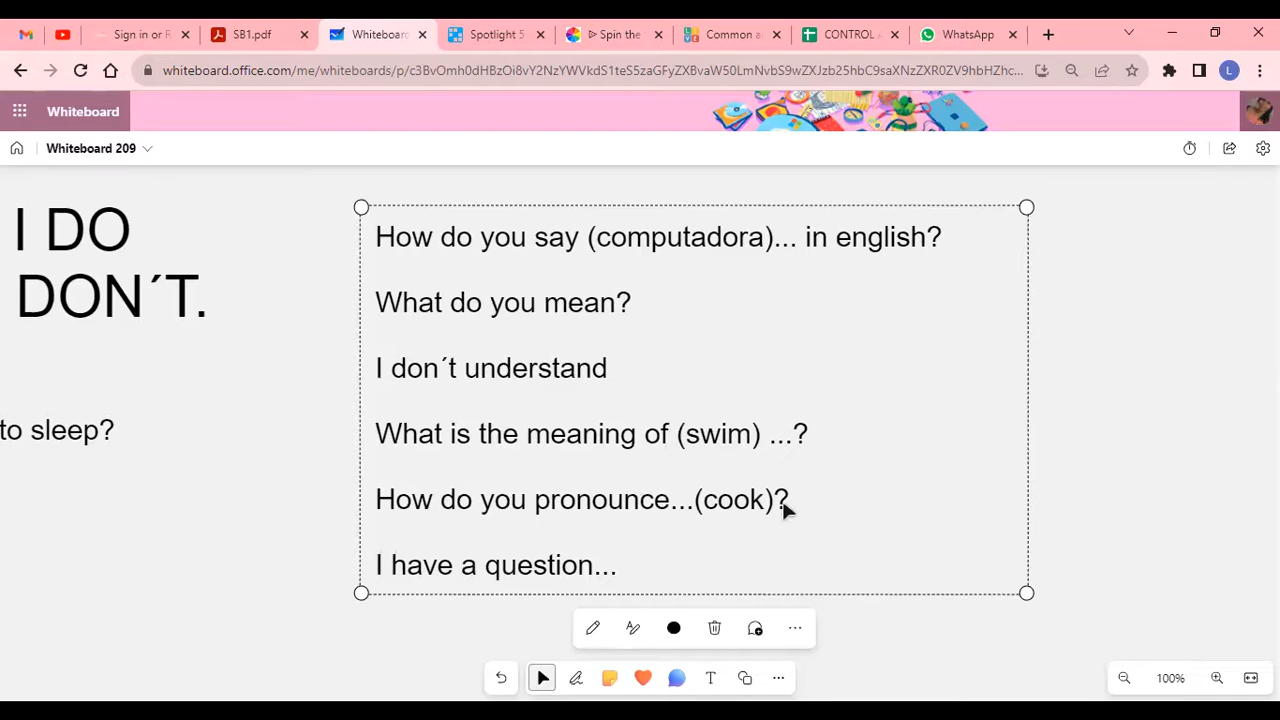 Sign in or R
SB1.pdf
Whiteboard
Spotlight 5
Spin the
Common a
CONTROL
WhatsApp
whiteboard.office.com/me/whiteboards/p/
L
Whiteboard
Whiteboard 209
I DO
DON´T.
to sleep?
How do you say (computadora)... in english?
What do you mean?
I don´t understand
What is the meaning of (swim) ...?
How do you pronounce...(cook)?
I have a question...
100%